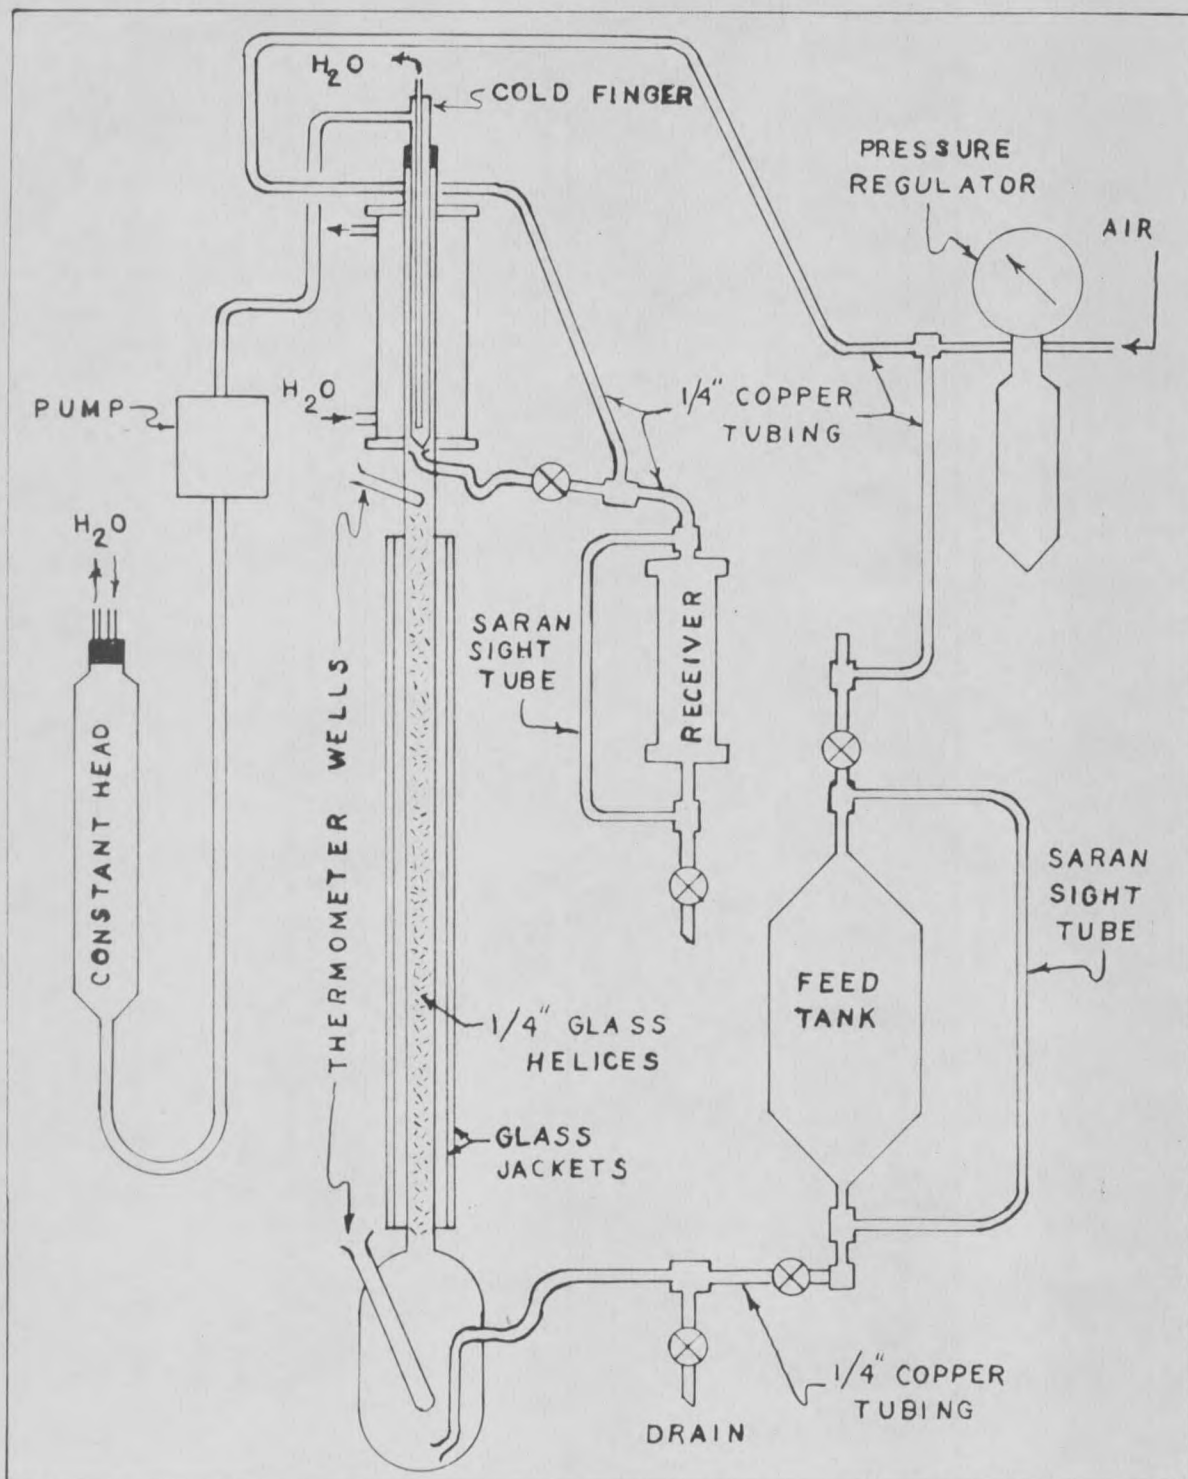 H2O
COLD FINGER
PRESSURE
REGULATOR
AIR
PUMP
H2O
1/4" COPPER
TUBING
H2O
SARAN
SIGHT
TUBE
RECEIVER
THERMOMETER WELLS
CONSTANT HEAD
SARAN
SIGHT
TUBE
FEED
TANK
1/4" GLASS
HELICES
GLASS
JACKETS
1/4" COPPER
TUBING
DRAIN